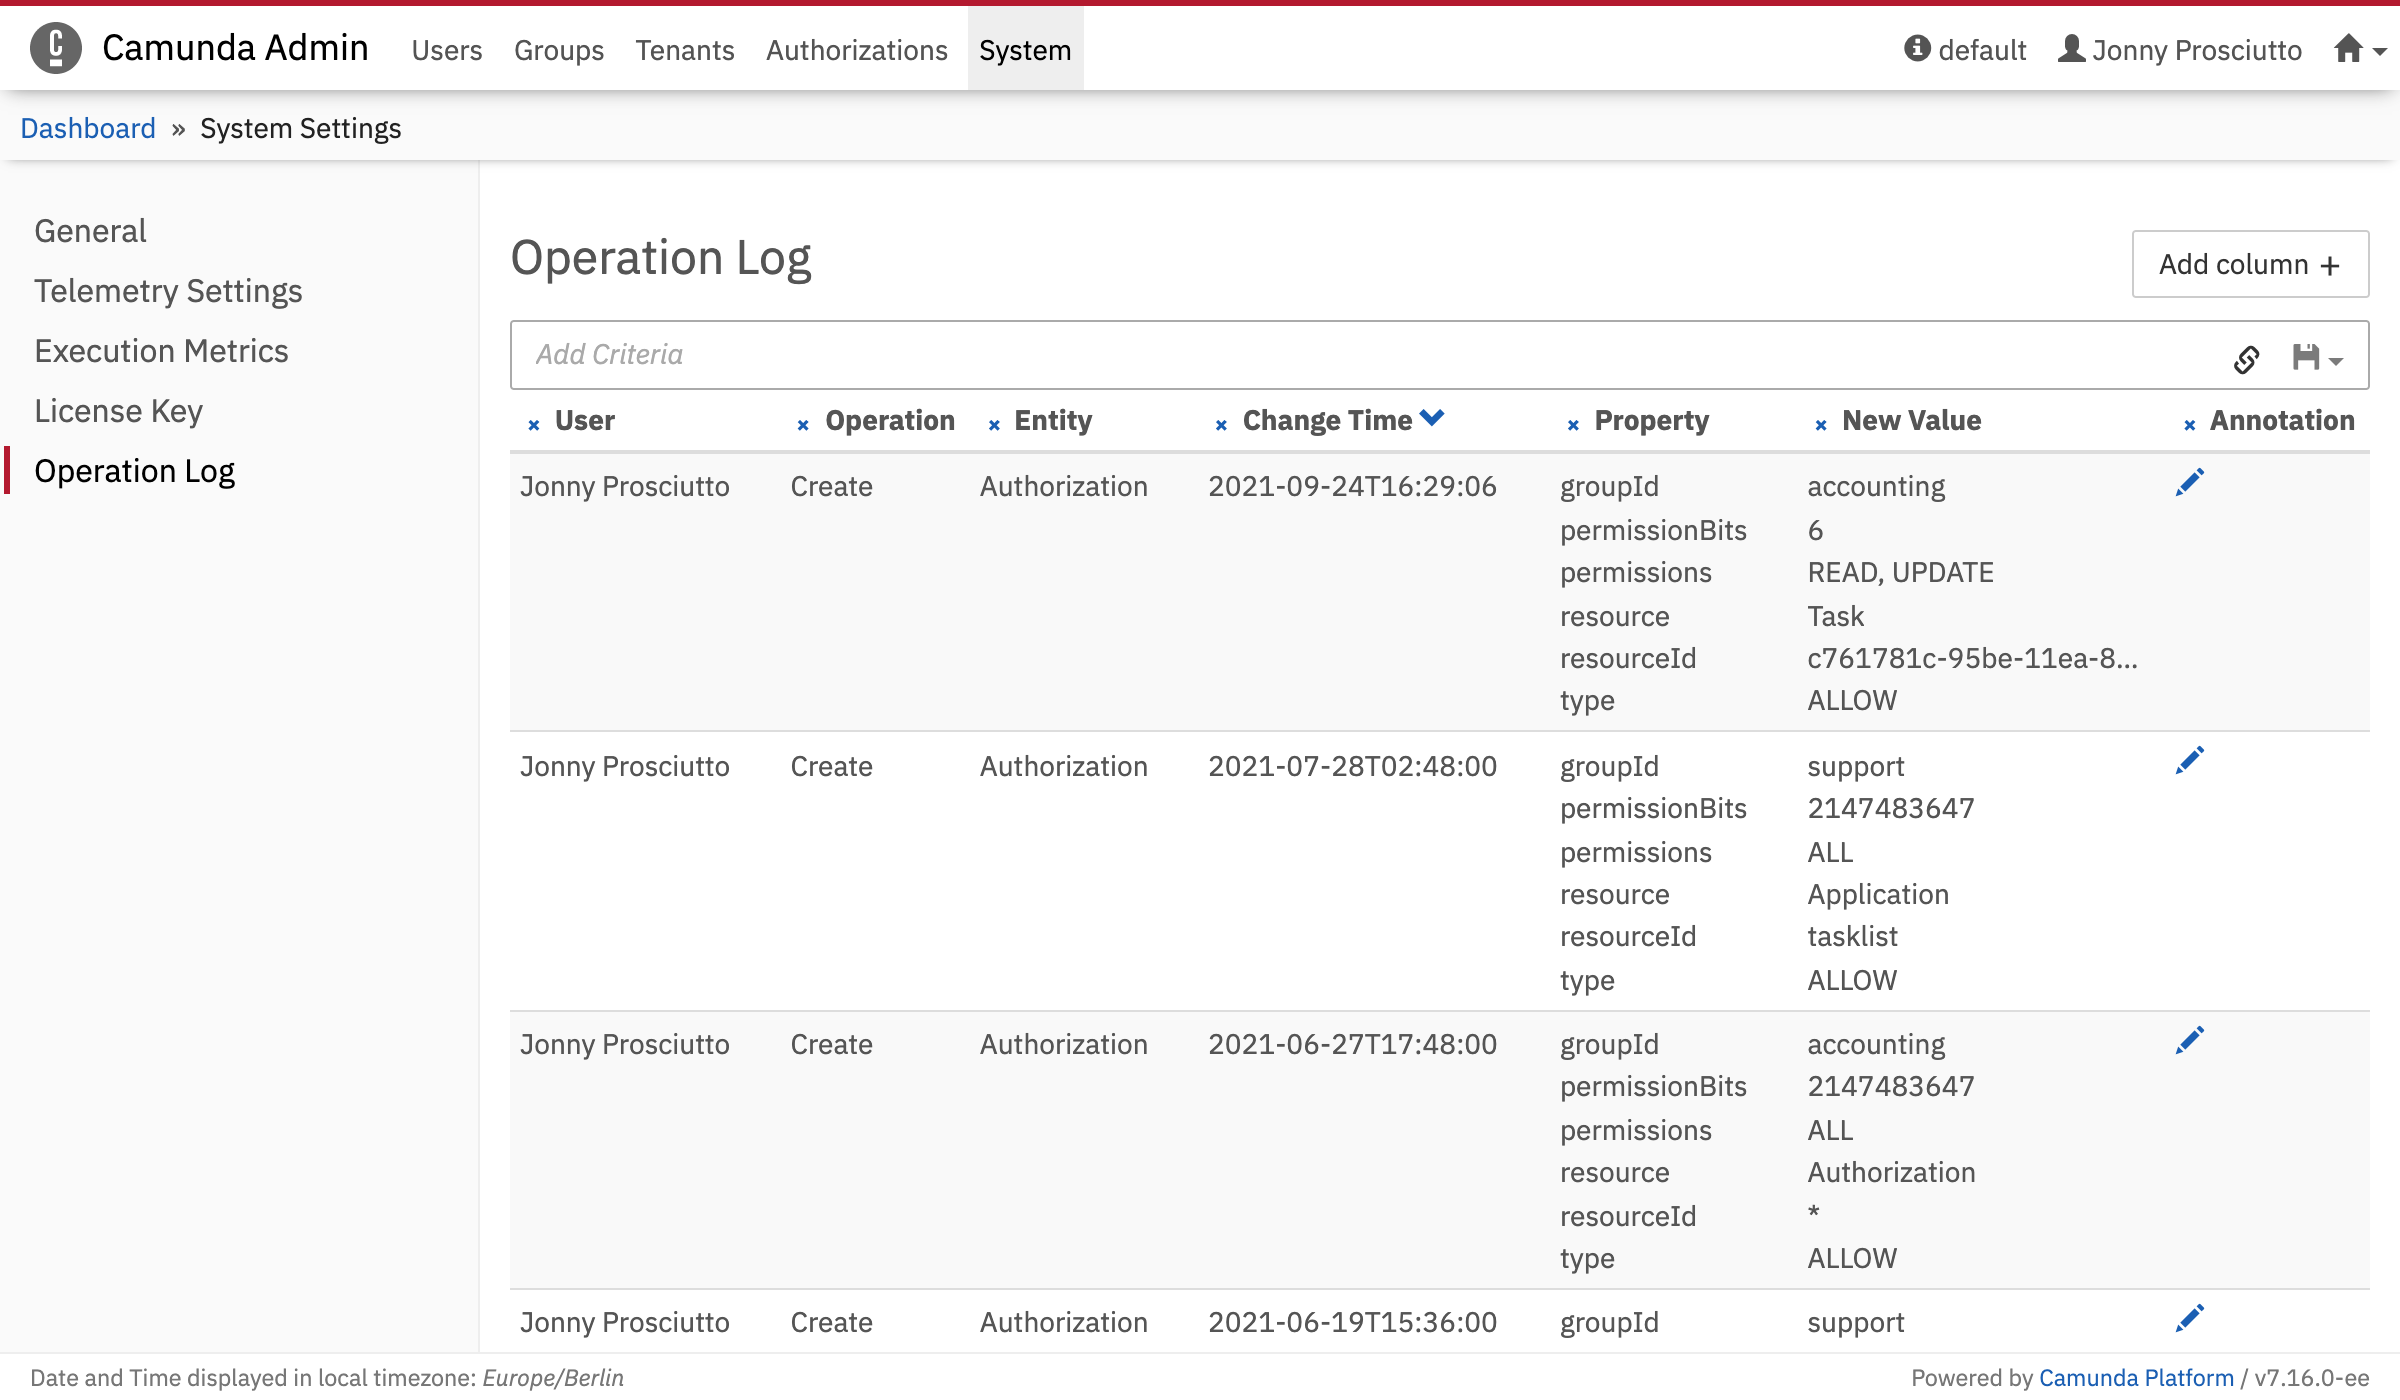 Camunda Admin Users Groups Tenants Authorizations System default Jonny Prosciutto
Dashboard » System Settings
General
Telemetry Settings
Execution Metrics
License Key
Operation Log
Operation Log
Add column +
Add Criteria
× User × Operation × Entity × Change Time × Property × New Value × Annotation
Jonny Prosciutto Create Authorization 2021-09-24T16:29:06 groupId accounting
permissionBits 6
permissions READ, UPDATE
resource Task
resourceId c761781c-95be-11ea-8...
type ALLOW
Jonny Prosciutto Create Authorization 2021-07-28T02:48:00 groupId support
permissionBits 2147483647
permissions ALL
resource Application
resourceId tasklist
type ALLOW
Jonny Prosciutto Create Authorization 2021-06-27T17:48:00 groupId accounting
permissionBits 2147483647
permissions ALL
resource Authorization
resourceId *
type ALLOW
Jonny Prosciutto Create Authorization 2021-06-19T15:36:00 groupId support
Date and Time displayed in local timezone: Europe/Berlin
Powered by Camunda Platform / v7.16.0-ee